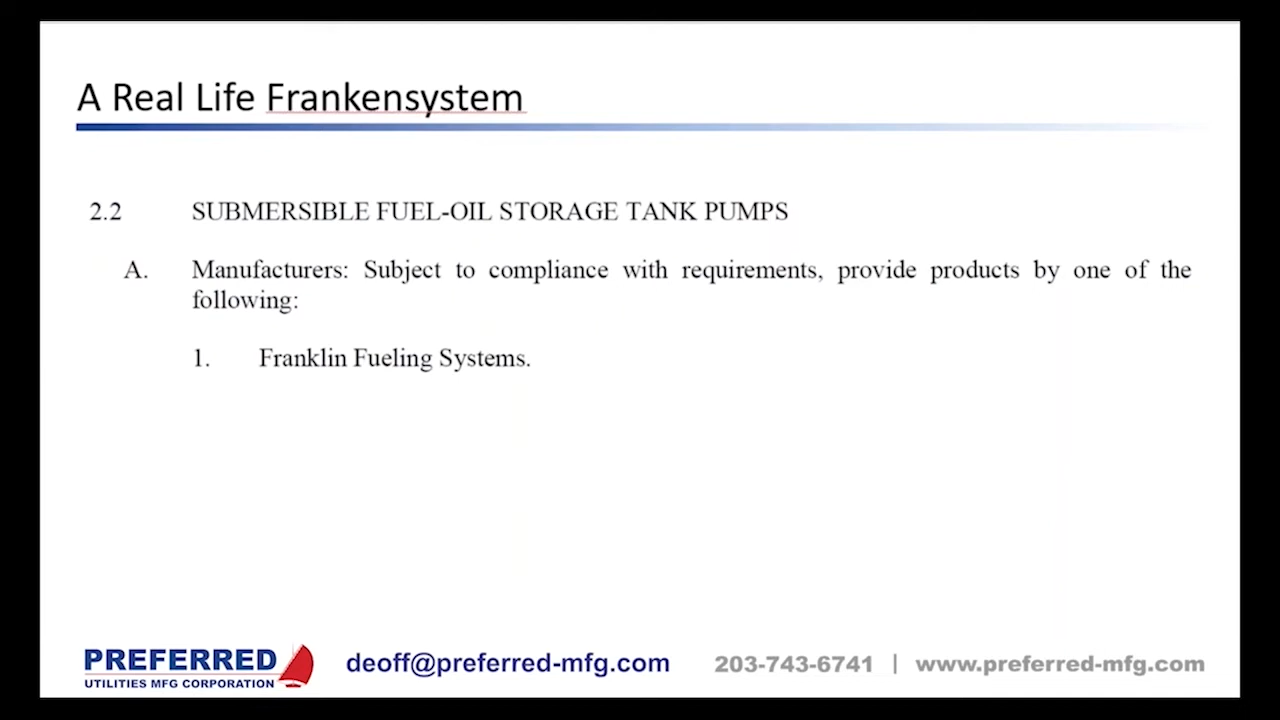 A Real Life Frankensystem
2.2 SUBMERSIBLE FUEL-OIL STORAGE TANK PUMPS
A. Manufacturers: Subject to compliance with requirements, provide products by one of the
following:
1. Franklin Fueling Systems.
PREFERRED
UTILITIES MFG CORPORATION
deoff@preferred-mfg.com 203-743-6741 | www.preferred-mfg.com